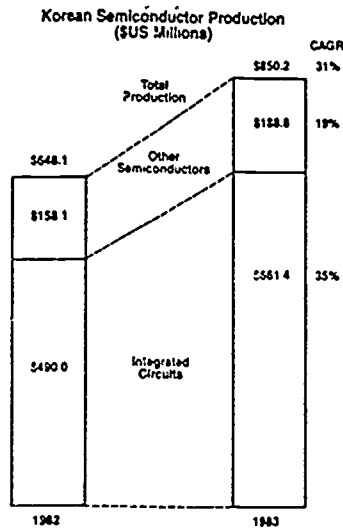 Korean Semiconductor Production
($US Millions)
CAGR
$850.2 31%
Total
Production
$188.8 19%
Other
Semiconductors
$648.1
$158.1
$661.4 35%
$490.0
Integrated
Circuits
1982 1983